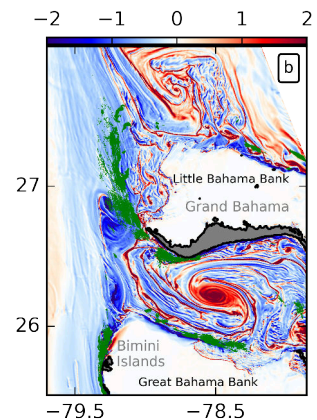 −2 −1 0 1 2
b
27
Little Bahama Bank
Grand Bahama
26
Bimini
Islands
Great Bahama Bank
−79.5 −78.5